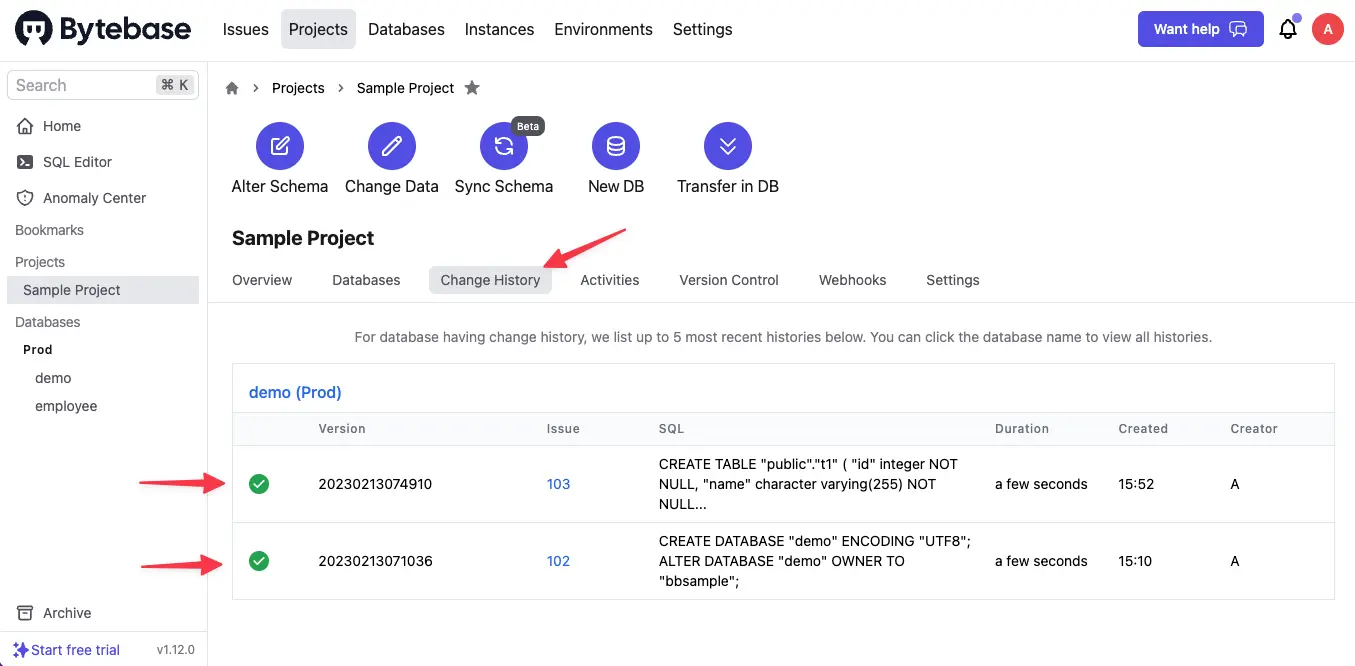 Bytebase Issues Projects Databases Instances Environments Settings Want help A
Search ⌘ K
Home
SQL Editor
Anomaly Center
Bookmarks
Projects
Sample Project
Databases
Prod
demo
employee
Archive
Start free trial v1.12.0
Projects > Sample Project
Beta
Alter Schema Change Data Sync Schema New DB Transfer in DB
Sample Project
Overview Databases Change History Activities Version Control Webhooks Settings
For database having change history, we list up to 5 most recent histories below. You can click the database name to view all histories.
demo (Prod)
Version Issue SQL Duration Created Creator
20230213074910 103 CREATE TABLE "public"."t1" ( "id" integer NOT
NULL, "name" character varying(255) NOT
NULL... a few seconds 15:52 A
20230213071036 102 CREATE DATABASE "demo" ENCODING "UTF8";
ALTER DATABASE "demo" OWNER TO
"bbsample"; a few seconds 15:10 A